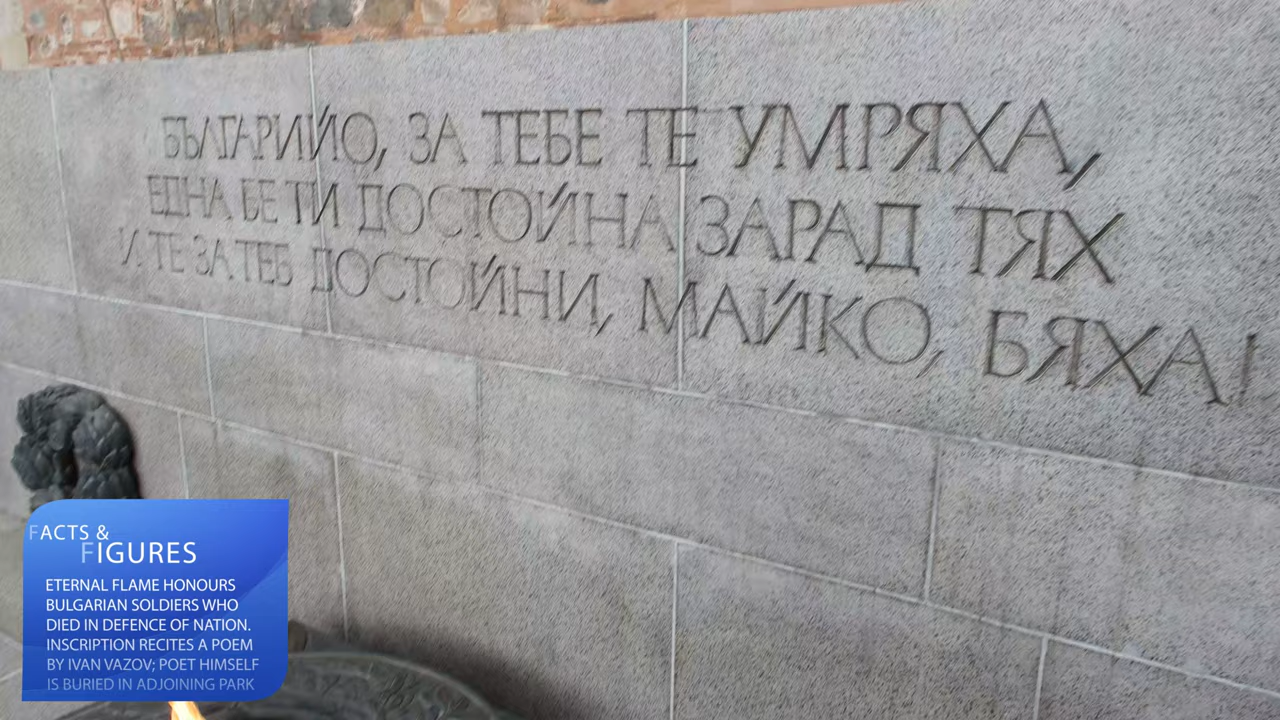 БЪЛГАРИЙО, ЗА ТЕБЕ ТЕ УМРЯХА,
ЕДНА БЕ ТИ ДОСТОЙНА ЗАРАД ТЯХ
И ТЕ ЗА ТЕБ ДОСТОЙНИ, МАЙКО, БЯХА!
FACTS &
FIGURES
ETERNAL FLAME HONOURS
BULGARIAN SOLDIERS WHO
DIED IN DEFENCE OF NATION.
INSCRIPTION RECITES A POEM
BY IVAN VAZOV; POET HIMSELF
IS BURIED IN ADJOINING PARK